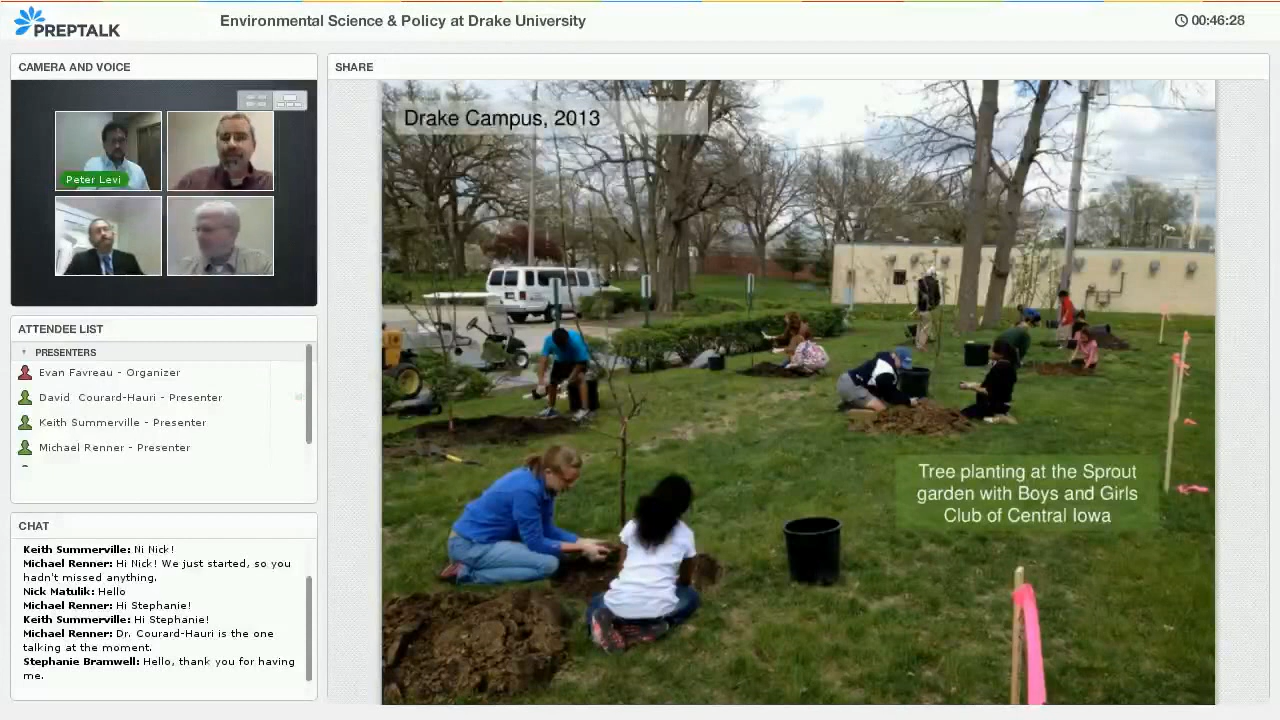 PREPTALK
Environmental Science & Policy at Drake University
00:46:28
CAMERA AND VOICE
Peter Levi
ATTENDEE LIST
PRESENTERS
Evan Favreau - Organizer
David Courard-Hauri - Presenter
Keith Summerville - Presenter
Michael Renner - Presenter
CHAT
Keith Summerville: Ni Nick!
Michael Renner: Hi Nick! We just started, so you
hadn't missed anything.
Nick Matulik: Hello
Michael Renner: Hi Stephanie!
Keith Summerville: Hi Stephanie!
Michael Renner: Dr. Courard-Hauri is the one
talking at the moment.
Stephanie Bramwell: Hello, thank you for having
me.
SHARE
Drake Campus, 2013
Tree planting at the Sprout
garden with Boys and Girls
Club of Central Iowa